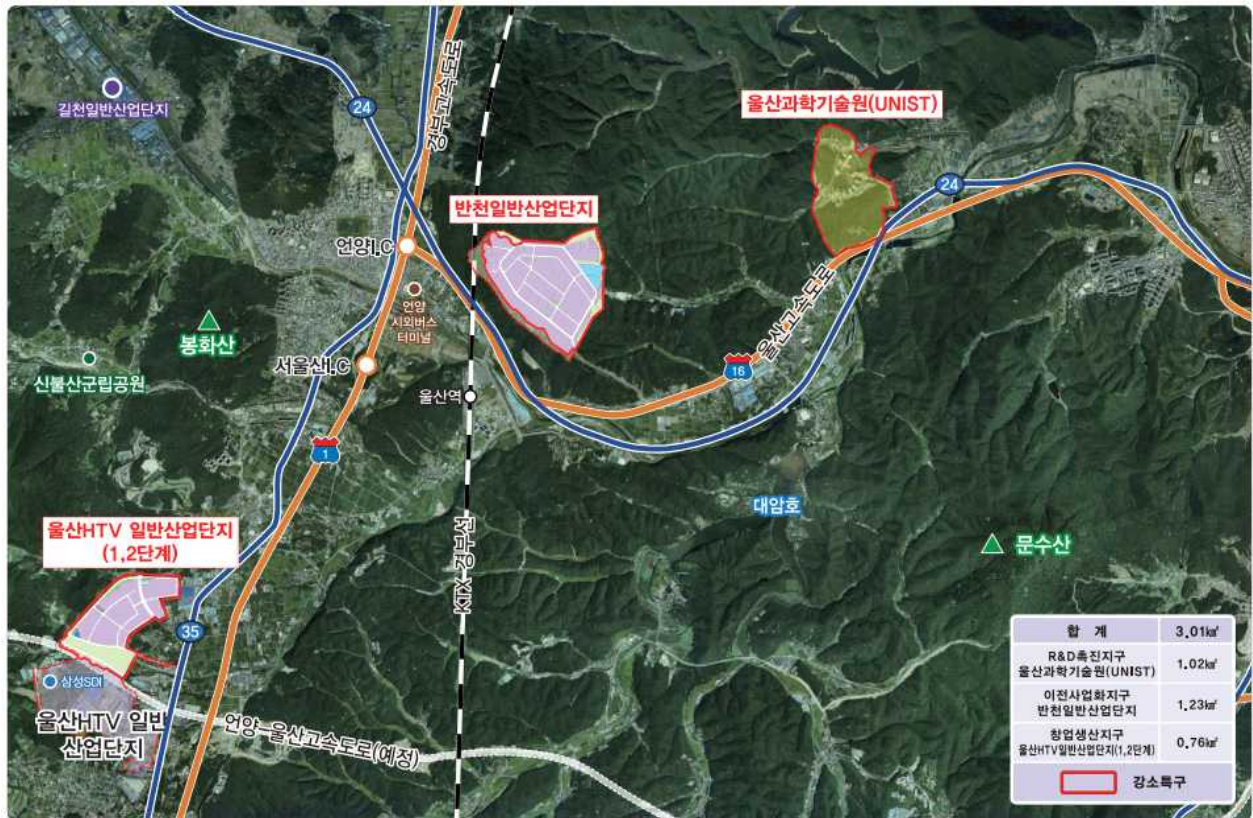 길천일반산업단지
24
경부고속도로
울산과학기술원(UNIST)
24
반천일반산업단지
언양I.C
언양
시외버스
터미널
봉화산
신불산군립공원
서울산I.C
울산역
울산고속도로
16
1
대암호
문수산
울산HTV 일반산업단지
(1,2단계)
KTX 경부선
35
삼성SDI
울산HTV 일반
산업단지
언양-울산고속도로(예정)
합 계 3.01㎢
R&D촉진지구
울산과학기술원(UNIST) 1.02㎢
이전사업화지구
반천일반산업단지 1.23㎢
창업생산지구
울산HTV일반산업단지(1,2단계) 0.76㎢
강소특구